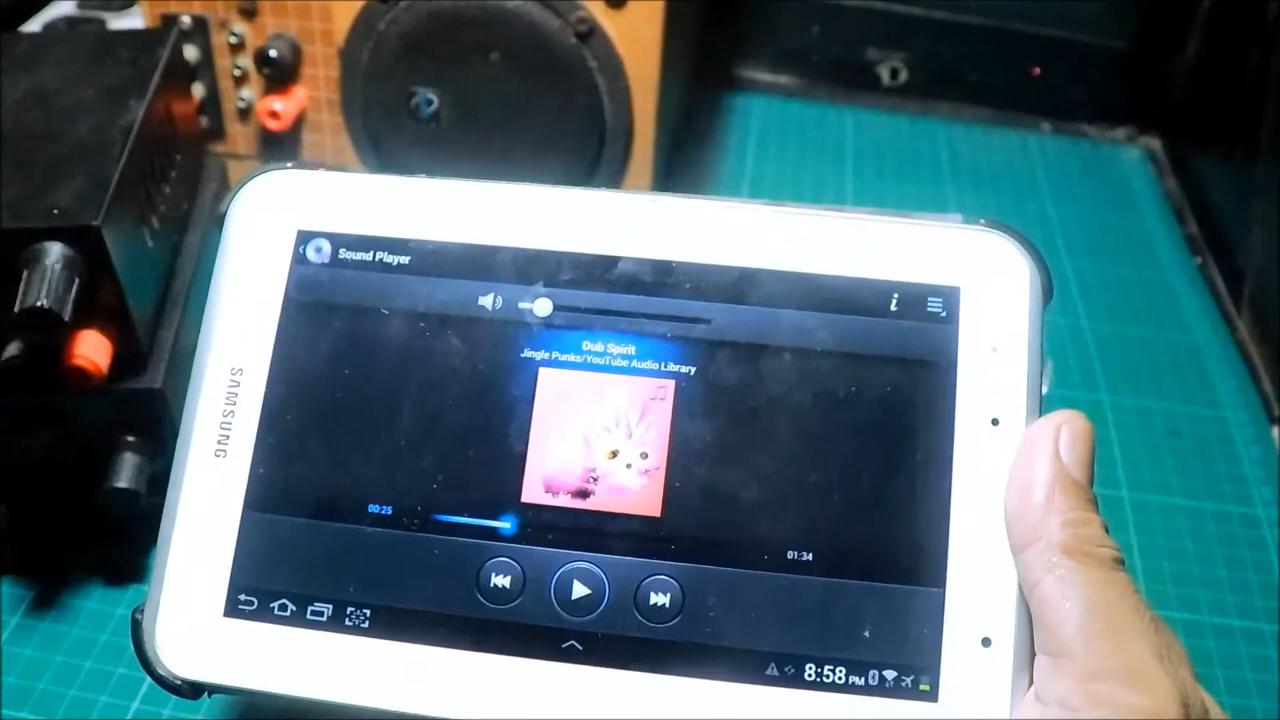 Sound Player
Dub Spirit
Jingle Punks/YouTube Audio Library
SAMSUNG
00:25
01:34
8:58 PM